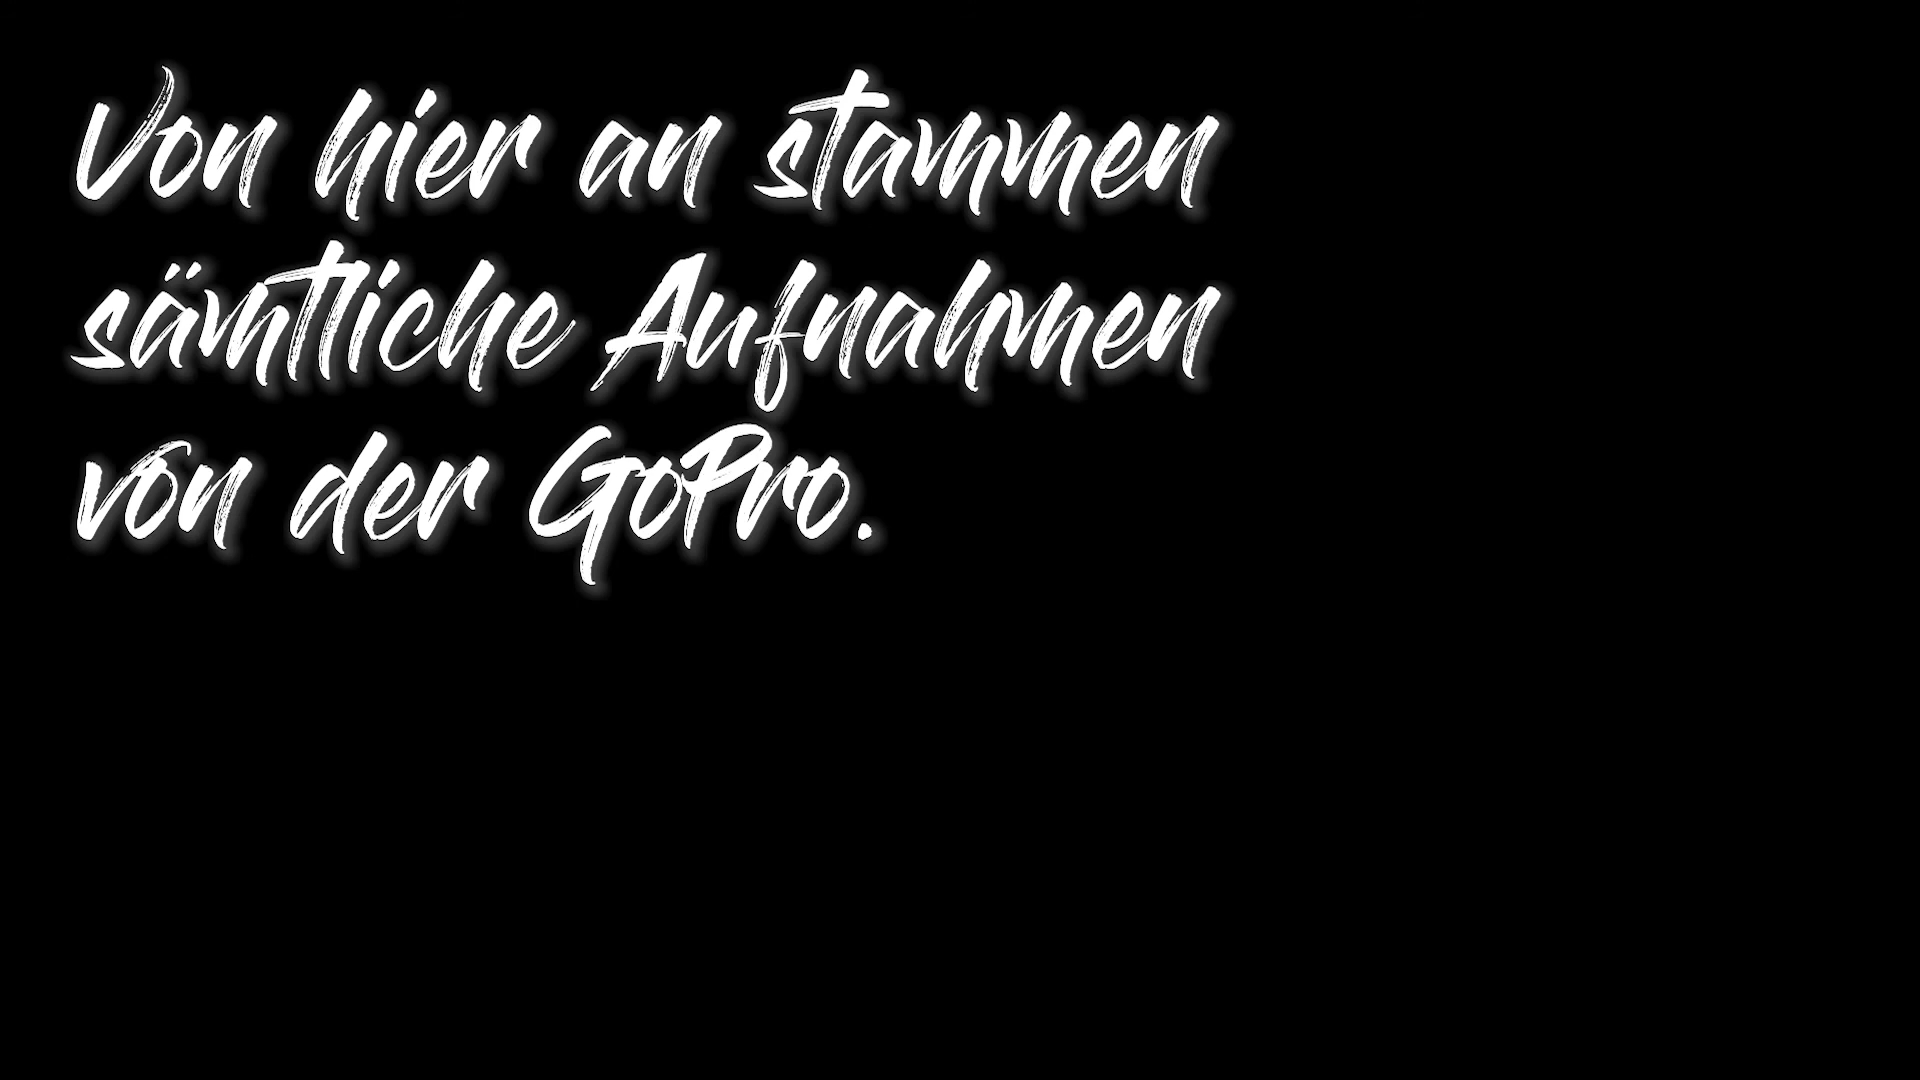 Von hier an stammen
sämtliche Aufnahmen
von der GoPro.